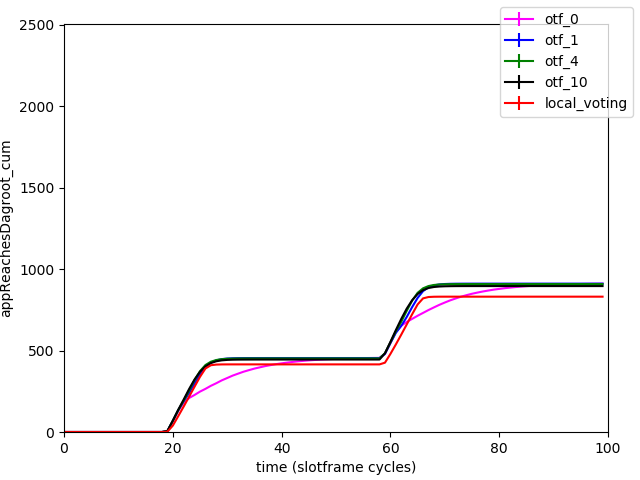 otf_0
otf_1
otf_4
otf_10
local_voting
2500
2000
1500
1000
500
0
appReachesDagroot_cum
0 20 40 60 80 100
time (slotframe cycles)